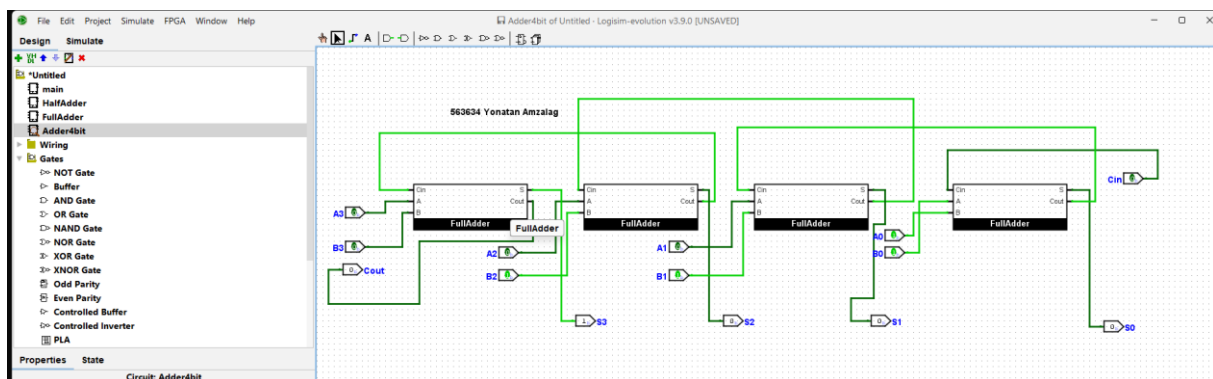 File Edit Project Simulate FPGA Window Help
Adder4bit of Untitled - Logisim-evolution v3.9.0 [UNSAVED]
Design Simulate
*Untitled
main
HalfAdder
FullAdder
Adder4bit
Wiring
Gates
NOT Gate
Buffer
AND Gate
OR Gate
NAND Gate
NOR Gate
XOR Gate
XNOR Gate
Odd Parity
Even Parity
Controlled Buffer
Controlled Inverter
PLA
Properties State
Circuit: Adder4bit
A
563634 Yonatan Amzalag
Cin S
A Cout
B
FullAdder
Cin S
A Cout
B
FullAdder
Cin S
A Cout
B
FullAdder
Cin S
A Cout
B
FullAdder
FullAdder
Cin
A3
B3
Cout
A2
B2
A1
B1
A0
B0
1 S3
0 S2
0 S1
0 S0